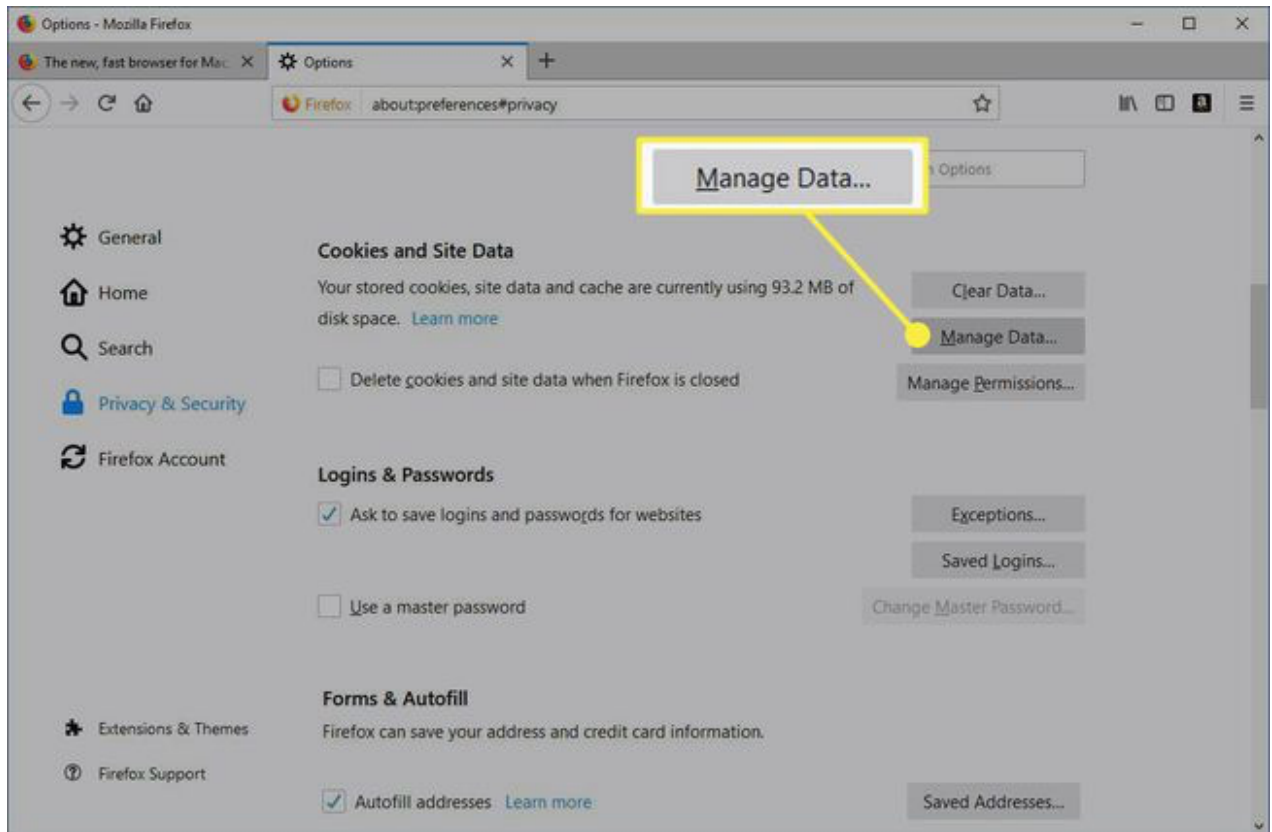 Options - Mozilla Firefox
The new, fast browser for Mac
Options
Firefox about:preferences#privacy
Manage Data...
Options
General
Home
Search
Privacy & Security
Firefox Account
Extensions & Themes
Firefox Support
Cookies and Site Data
Your stored cookies, site data and cache are currently using 93.2 MB of
disk space. Learn more
Clear Data...
Manage Data...
Delete cookies and site data when Firefox is closed
Manage Permissions...
Logins & Passwords
Ask to save logins and passwords for websites
Exceptions...
Saved Logins...
Use a master password
Change Master Password...
Forms & Autofill
Firefox can save your address and credit card information.
Autofill addresses Learn more
Saved Addresses...